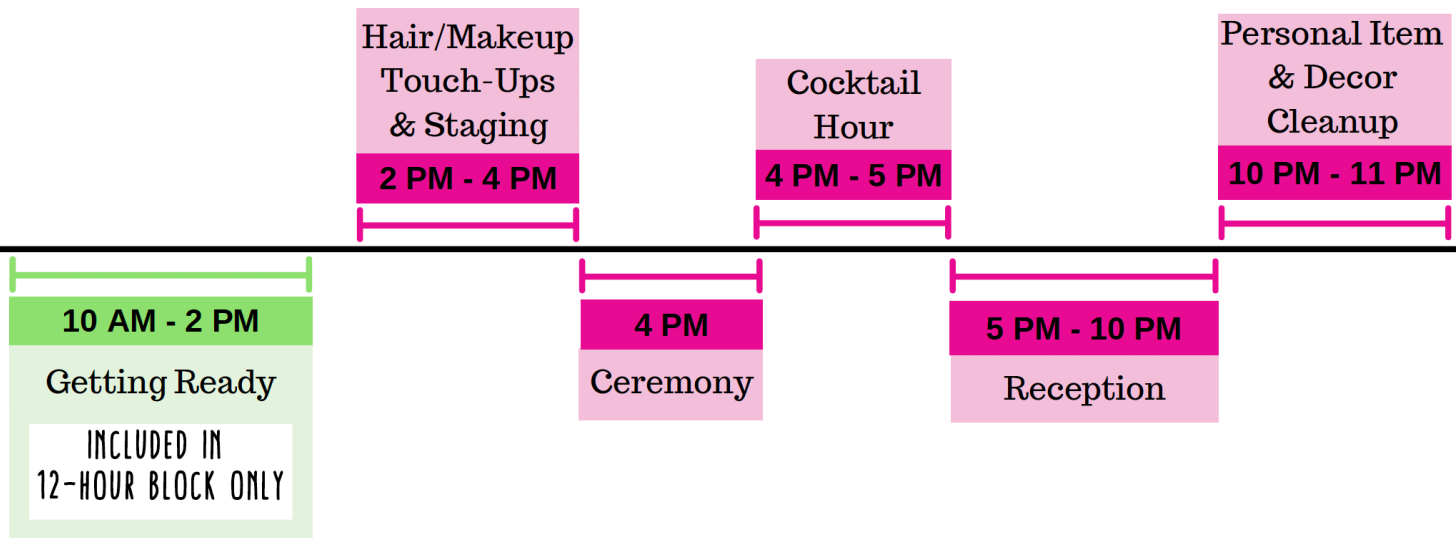 10 AM - 2 PM
Getting Ready
INCLUDED IN
12-HOUR BLOCK ONLY
Hair/Makeup
Touch-Ups
& Staging
2 PM - 4 PM
4 PM
Ceremony
Cocktail
Hour
4 PM - 5 PM
5 PM - 10 PM
Reception
Personal Item
& Decor
Cleanup
10 PM - 11 PM